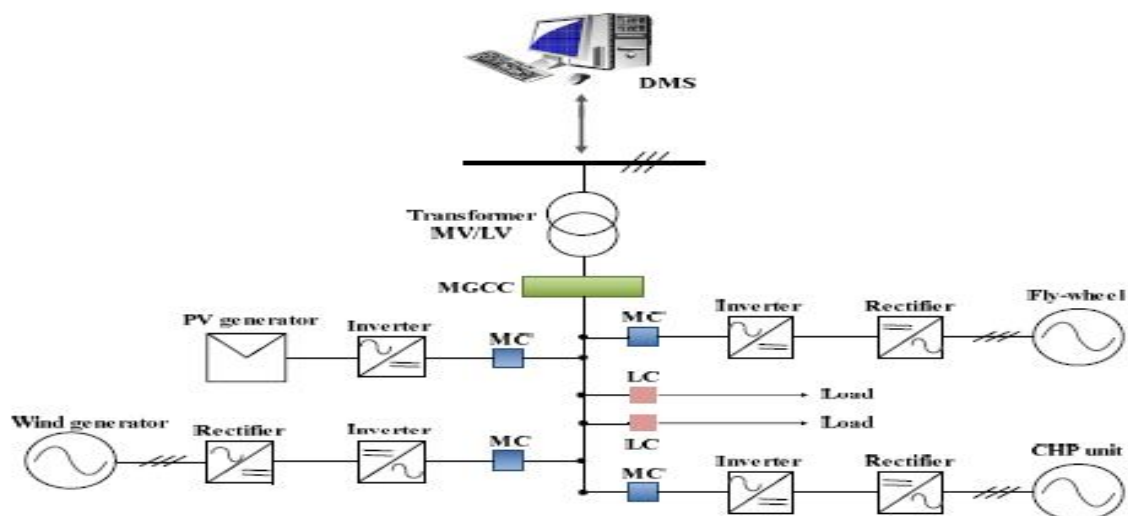 DMS
Transformer
MV/LV
MGCC
Fly-wheel
PV generator
Inverter
MC
MC
Inverter
Rectifier
LC
Load
Wind generator
Rectifier
Inverter
MC
LC
Load
MC
Inverter
Rectifier
CHP unit